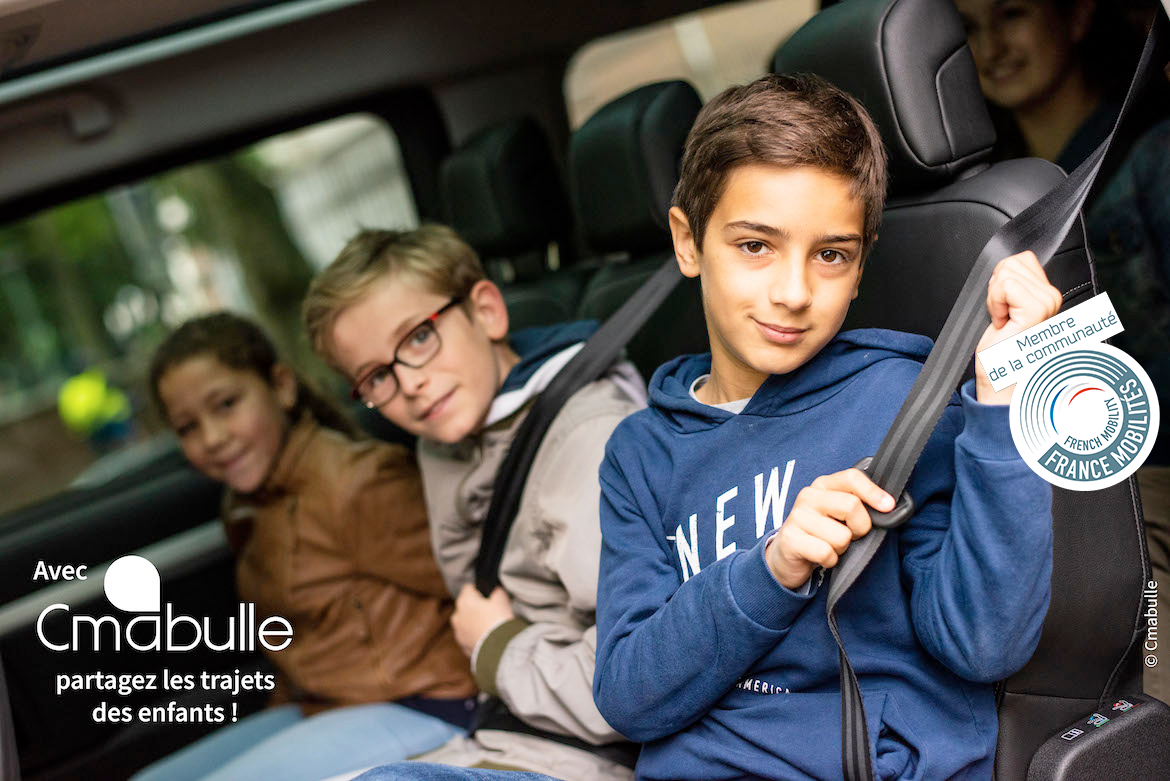 Membre
de la communauté
FRENCH MOBILITY
FRANCE MOBILITÉS
NEW
AMERICA
Avec
Cmabulle
partagez les trajets
des enfants !
© Cmabulle